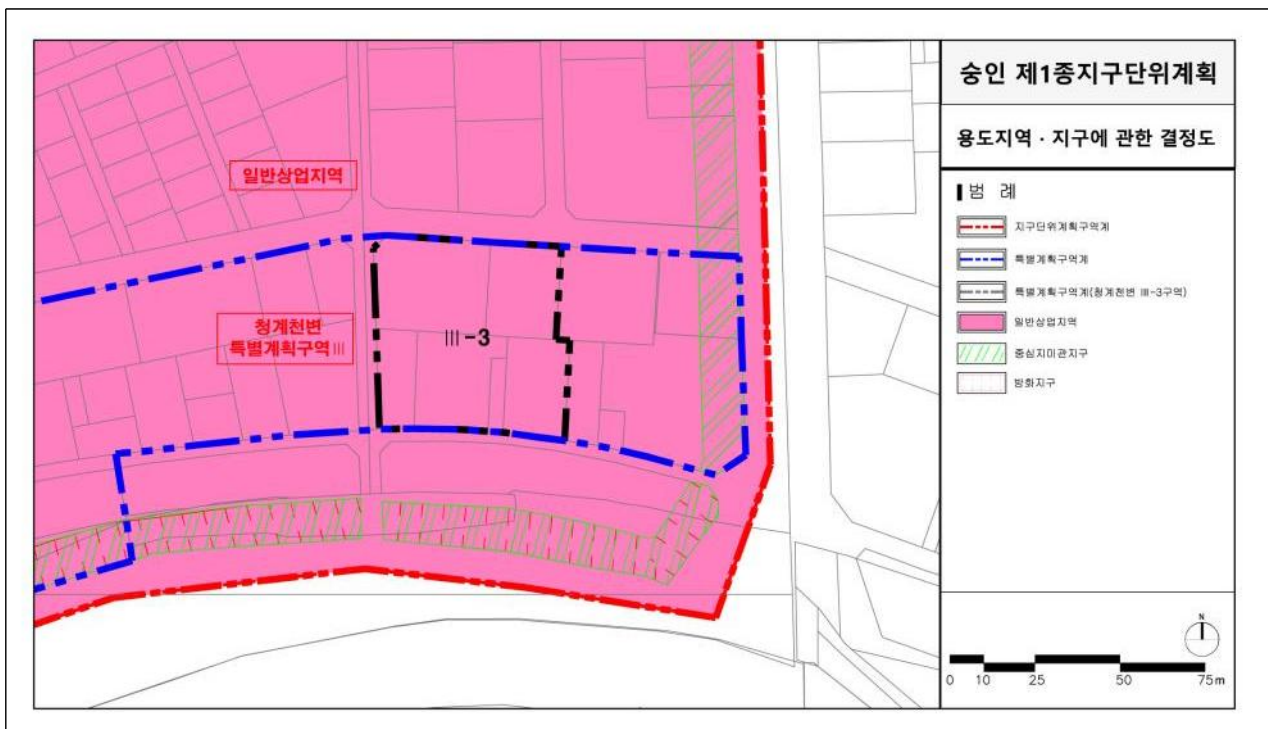 숭인 제1종지구단위계획
용도지역 · 지구에 관한 결정도
범 례
지구단위계획구역계
특별계획구역계
특별계획구역계(청계천변 Ⅲ-3구역)
일반상업지역
중심지미관지구
방화지구
일반상업지역
청계천변
특별계획구역Ⅲ
Ⅲ-3
N
0 10 25 50 75m